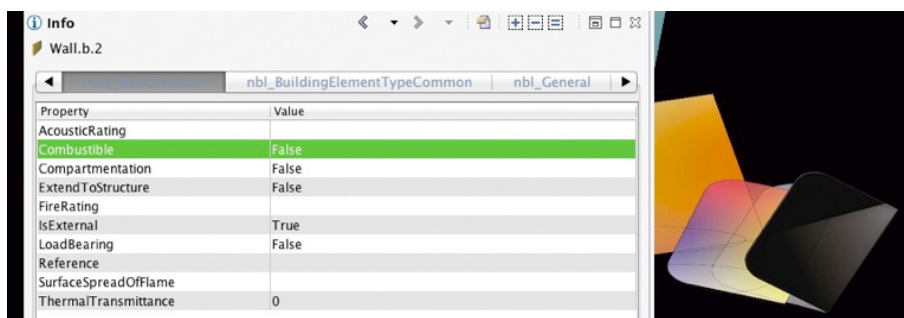 Info
Wall.b.2
nbl_BuildingElementTypeCommon nbl_General
Property Value
AcousticRating
Combustible False
Compartmentation False
ExtendToStructure False
FireRating
IsExternal True
LoadBearing False
Reference
SurfaceSpreadOfFlame
ThermalTransmittance 0